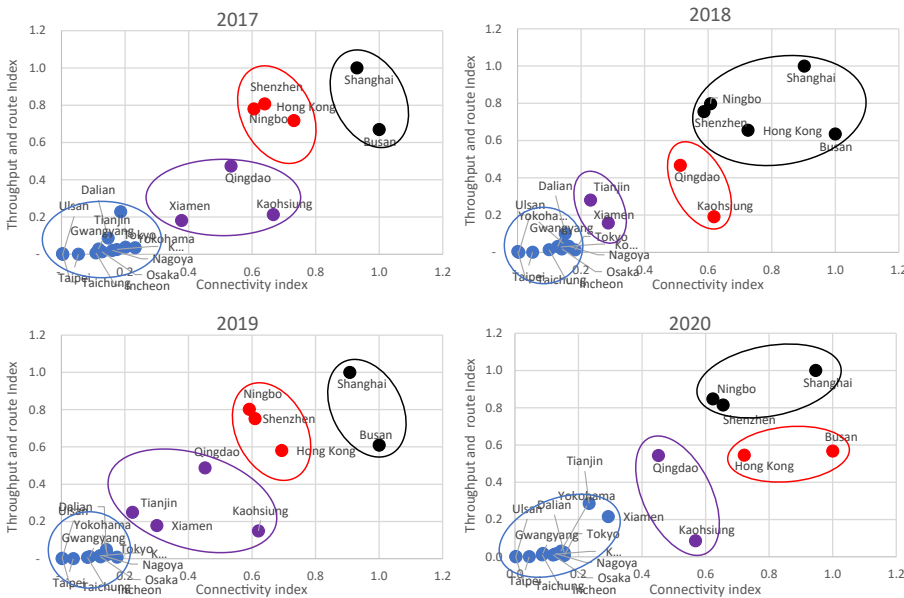 2017
Throughput and route Index
1.2
1.0
0.8
0.6
0.4
0.2
-
Shanghai
Shenzhen
Hong Kong
Ningbo
Busan
Qingdao
Xiamen
Kaohsiung
Dalian
Ulsan
Tianjin
Gwangyang
Tokyo
Yokohama
K...
Nagoya
Osaka
Taipei
Taichung
Incheon
- 0.2 0.4 0.6 0.8 1.0 1.2
Connectivity index
2018
Throughput and route Index
1.2
1.0
0.8
0.6
0.4
0.2
-
Shanghai
Ningbo
Shenzhen
Hong Kong
Busan
Qingdao
Kaohsiung
Dalian
Tianjin
Ulsan
Xiamen
Yokoha...
Gwangyang
Tokyo
Ko...
Nagoya
Osaka
Taipei
Taichung
Incheon
- 0.2 0.4 0.6 0.8 1.0 1.2
Connectivity index
2019
Throughput and route Index
1.2
1.0
0.8
0.6
0.4
0.2
-
Shanghai
Ningbo
Shenzhen
Hong Kong
Busan
Qingdao
Tianjin
Xiamen
Kaohsiung
Dalian
Ulsan
Yokohama
Gwangyang
Tokyo
K...
Nagoya
Osaka
Taipei
Taichung
Incheon
- 0.2 0.4 0.6 0.8 1.0 1.2
Connectivity index
2020
Throughput and route Index
1.2
1.0
0.8
0.6
0.4
0.2
-
Ningbo
Shanghai
Shenzhen
Busan
Hong Kong
Qingdao
Tianjin
Yokohama
Dalian
Ulsan
Xiamen
Kaohsiung
Gwangyang
Tokyo
K...
Nagoya
Osaka
Taipei
Taichung
Incheon
- 0.2 0.4 0.6 0.8 1.0 1.2
Connectivity index